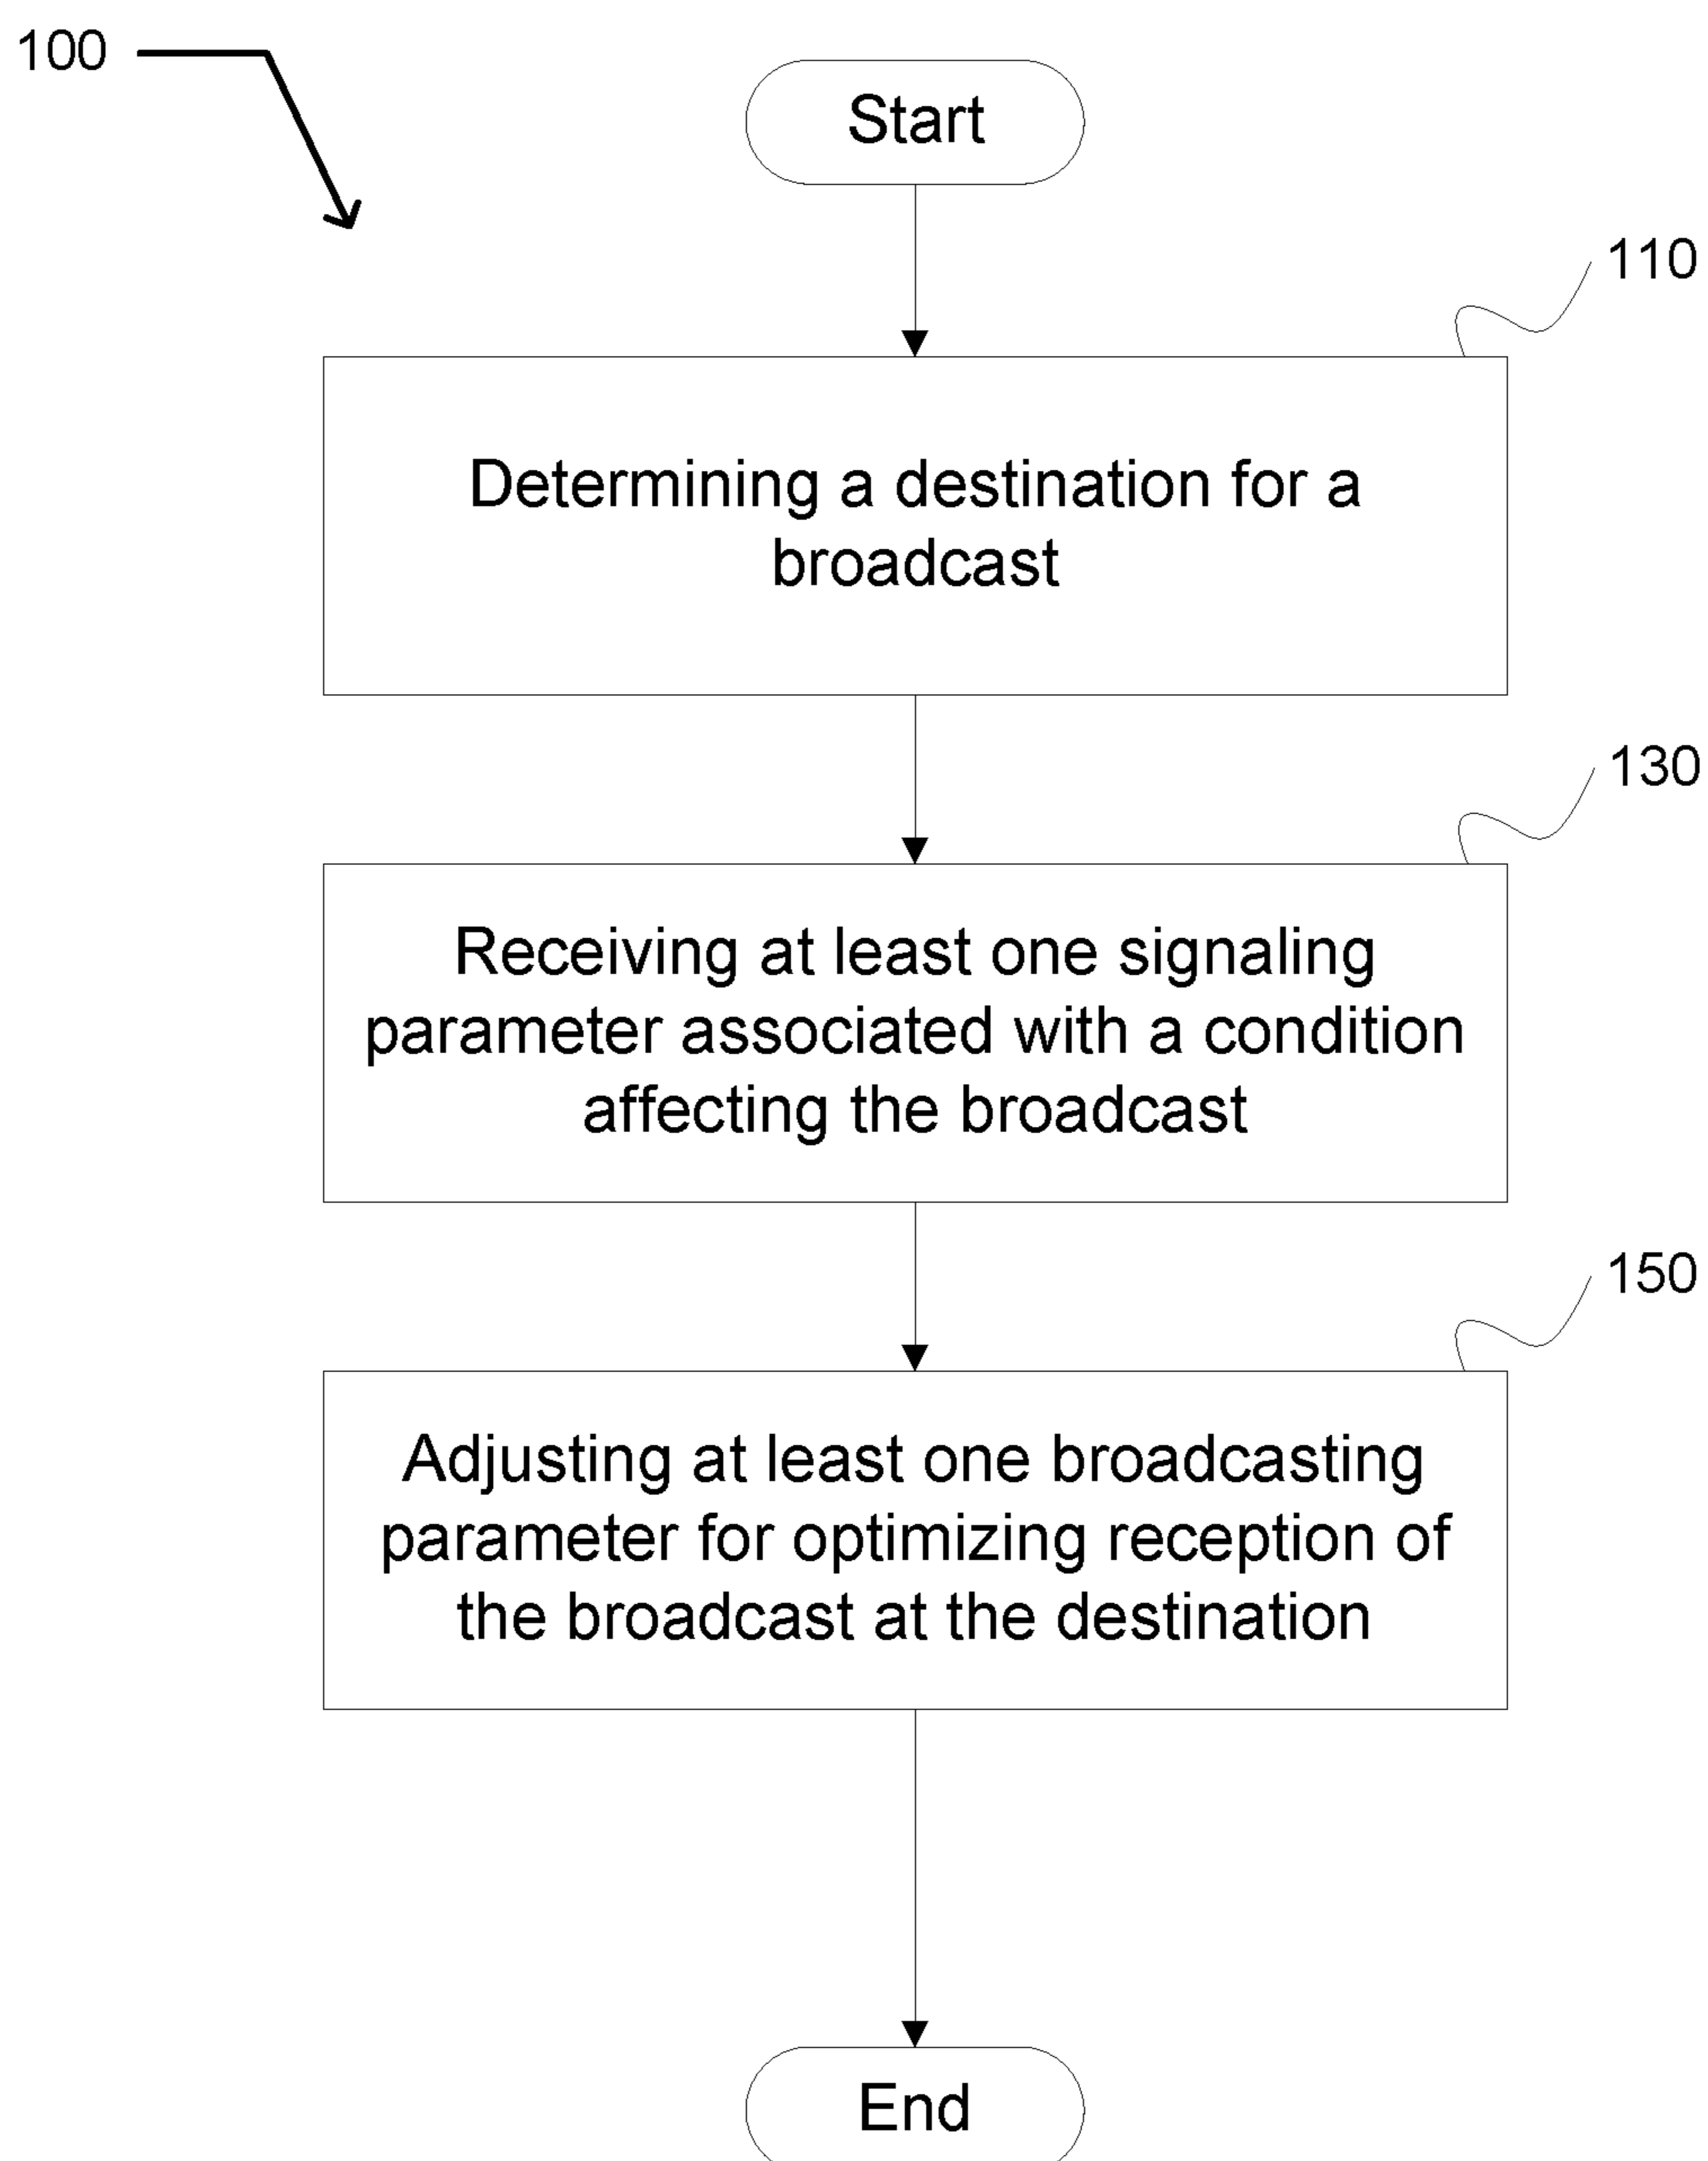 100
Start
110
Determining a destination for a
broadcast
130
Receiving at least one signaling
parameter associated with a condition
affecting the broadcast
150
Adjusting at least one broadcasting
parameter for optimizing reception of
the broadcast at the destination
End